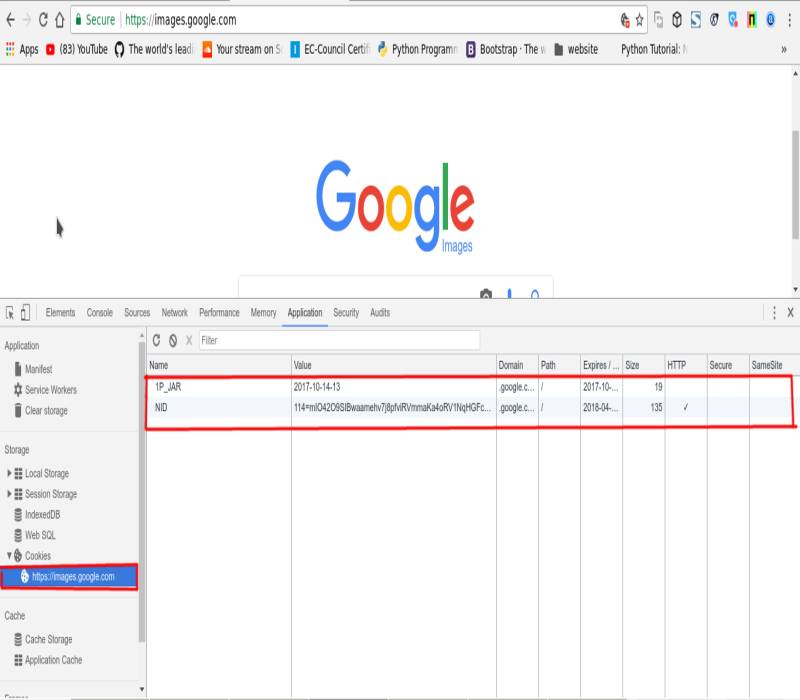 Secure https://images.google.com
Apps (83) YouTube The world's leadi Your stream on S EC-Council Certif Python Programm Bootstrap · The w website Python Tutorial: N »
Google
Images
Elements Console Sources Network Performance Memory Application Security Audits
Application
Manifest
Service Workers
Clear storage
Storage
Local Storage
Session Storage
IndexedDB
Web SQL
Cookies
https://images.google.com
Cache
Cache Storage
Application Cache
Filter
Name Value Domain Path Expires / ... Size HTTP Secure SameSite
1P_JAR 2017-10-14-13 .google.c... / 2017-10-... 19
NID .google.c... / 2018-04-... 135 ✓